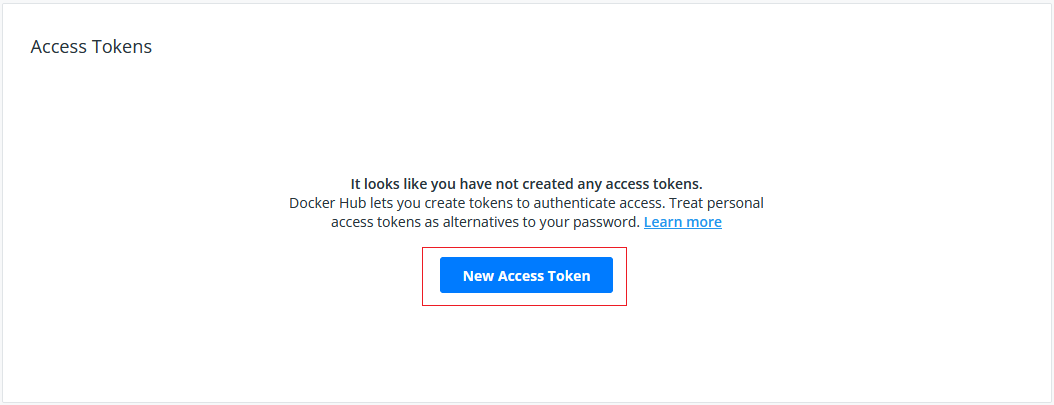 Access Tokens
It looks like you have not created any access tokens.
Docker Hub lets you create tokens to authenticate access. Treat personal
access tokens as alternatives to your password. Learn more
New Access Token